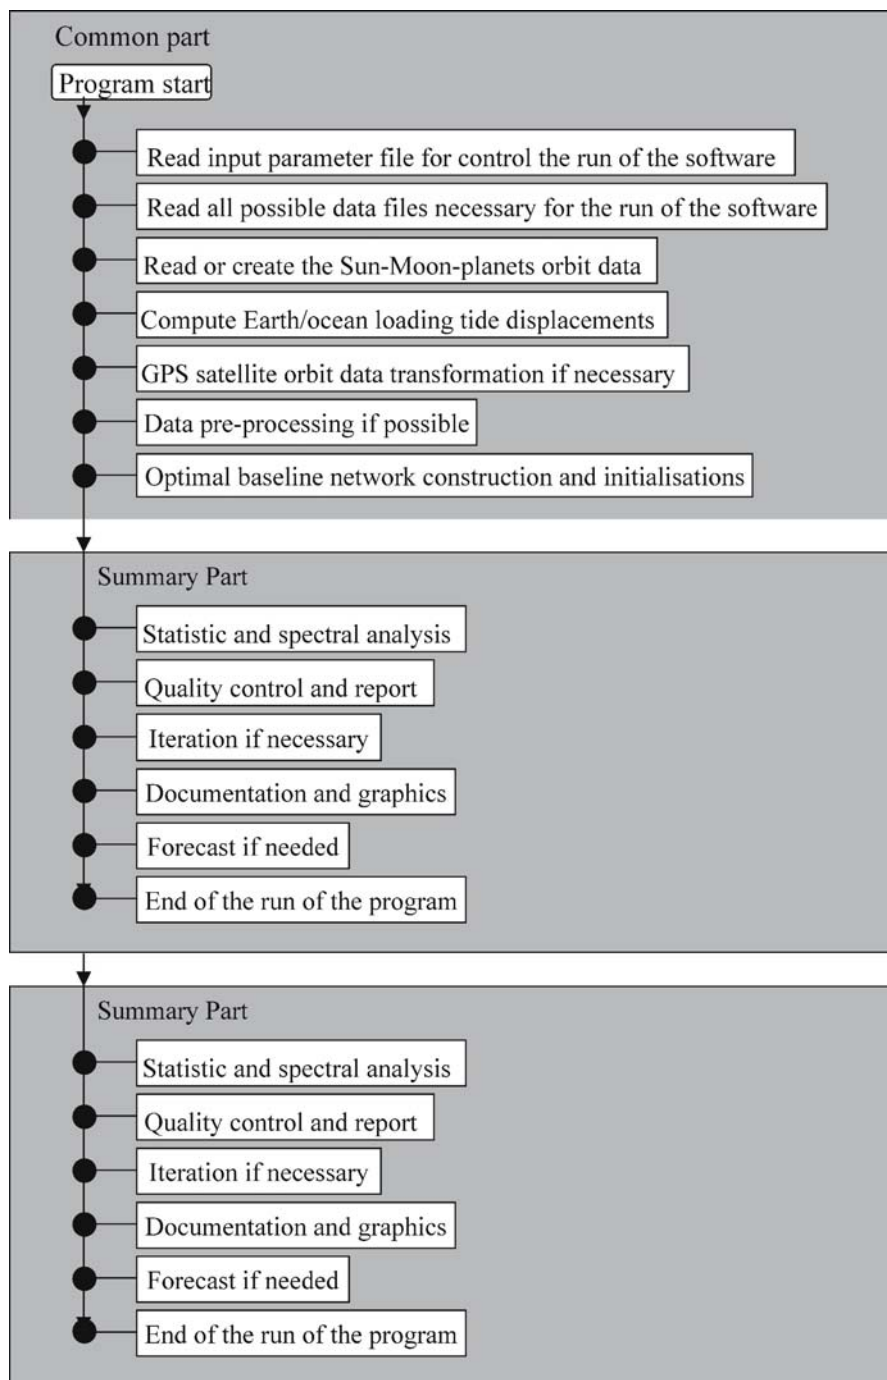 Common part
Program start
Read input parameter file for control the run of the software
Read all possible data files necessary for the run of the software
Read or create the Sun-Moon-planets orbit data
Compute Earth/ocean loading tide displacements
GPS satellite orbit data transformation if necessary
Data pre-processing if possible
Optimal baseline network construction and initialisations
Summary Part
Statistic and spectral analysis
Quality control and report
Iteration if necessary
Documentation and graphics
Forecast if needed
End of the run of the program
Summary Part
Statistic and spectral analysis
Quality control and report
Iteration if necessary
Documentation and graphics
Forecast if needed
End of the run of the program